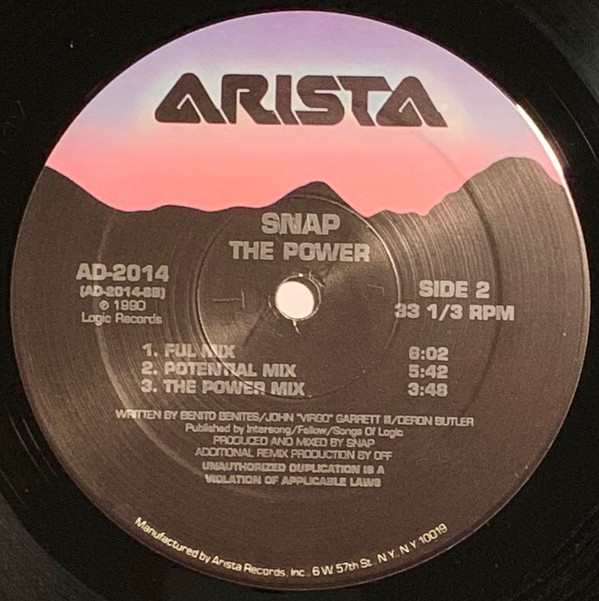 ARISTA
SNAP
THE POWER
AD-2014
(AD-2014-SB)
℗ 1990
Logic Records
SIDE 2
33 1/3 RPM
1. FUL MIX 6:02
2. POTENTIAL MIX 5:42
3. THE POWER MIX 3:48
WRITTEN BY BENITO BENITES/JOHN "VIRGO" GARRETT III/DERON BUTLER
Published by Intersong/Fellow/Songs Of Logic
PRODUCED AND MIXED BY SNAP
ADDITIONAL REMIX PRODUCTION BY OFF
UNAUTHORIZED DUPLICATION IS A
VIOLATION OF APPLICABLE LAWS
Manufactured by Arista Records, Inc., 6 W. 57th St., N.Y., N.Y. 10019